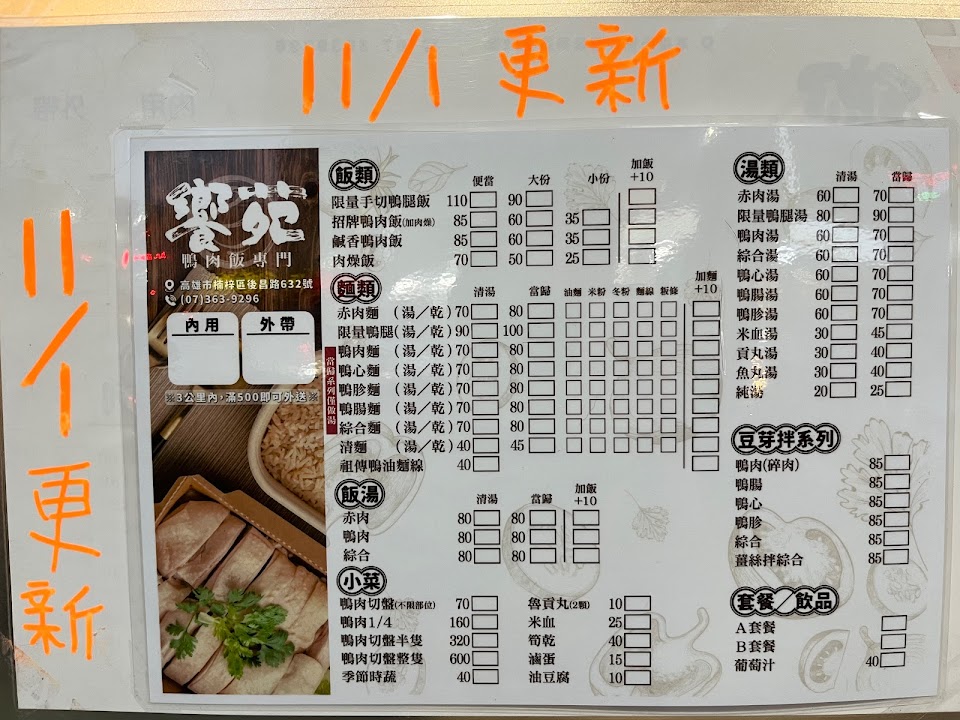 11/1 更新
11/1 更新
饗苑
鴨肉飯專門
高雄市楠梓區後昌路632號
(07)363-9296
內用 外帶
※3公里內,滿500即可外送※
飯類 便當 大份 小份 加飯+10
限量手切鴨腿飯 110 90
招牌鴨肉飯(加肉燥) 85 60 35
鹹香鴨肉飯 85 60 35
肉燥飯 70 50 25
麵類 清湯 當歸 油麵 米粉 冬粉 麵線 粄條 加麵+10
當歸系列僅做湯
赤肉麵 (湯/乾) 70 80
限量鴨腿(湯/乾) 90 100
鴨肉麵 (湯/乾) 70 80
鴨心麵 (湯/乾) 70 80
鴨胗麵 (湯/乾) 70 80
鴨腸麵 (湯/乾) 70 80
綜合麵 (湯/乾) 70 80
清麵 (湯/乾) 40 45
祖傳鴨油麵線 40
飯湯 清湯 當歸 加飯+10
赤肉 80 80
鴨肉 80 80
綜合 80 80
小菜
鴨肉切盤(不限部位) 70 魯貢丸(2顆) 10
鴨肉1/4 160 米血 25
鴨肉切盤半隻 320 筍乾 40
鴨肉切盤整隻 600 滷蛋 15
季節時蔬 40 油豆腐 10
湯類 清湯 當歸
赤肉湯 60 70
限量鴨腿湯 80 90
鴨肉湯 60 70
綜合湯 60 70
鴨心湯 60 70
鴨腸湯 60 70
鴨胗湯 60 70
米血湯 30 45
貢丸湯 30 40
魚丸湯 30 40
純湯 20 25
豆芽拌系列
鴨肉(碎肉) 85
鴨腸 85
鴨心 85
鴨胗 85
綜合 85
薑絲拌綜合 85
套餐/飲品
A套餐
B套餐
葡萄汁 40